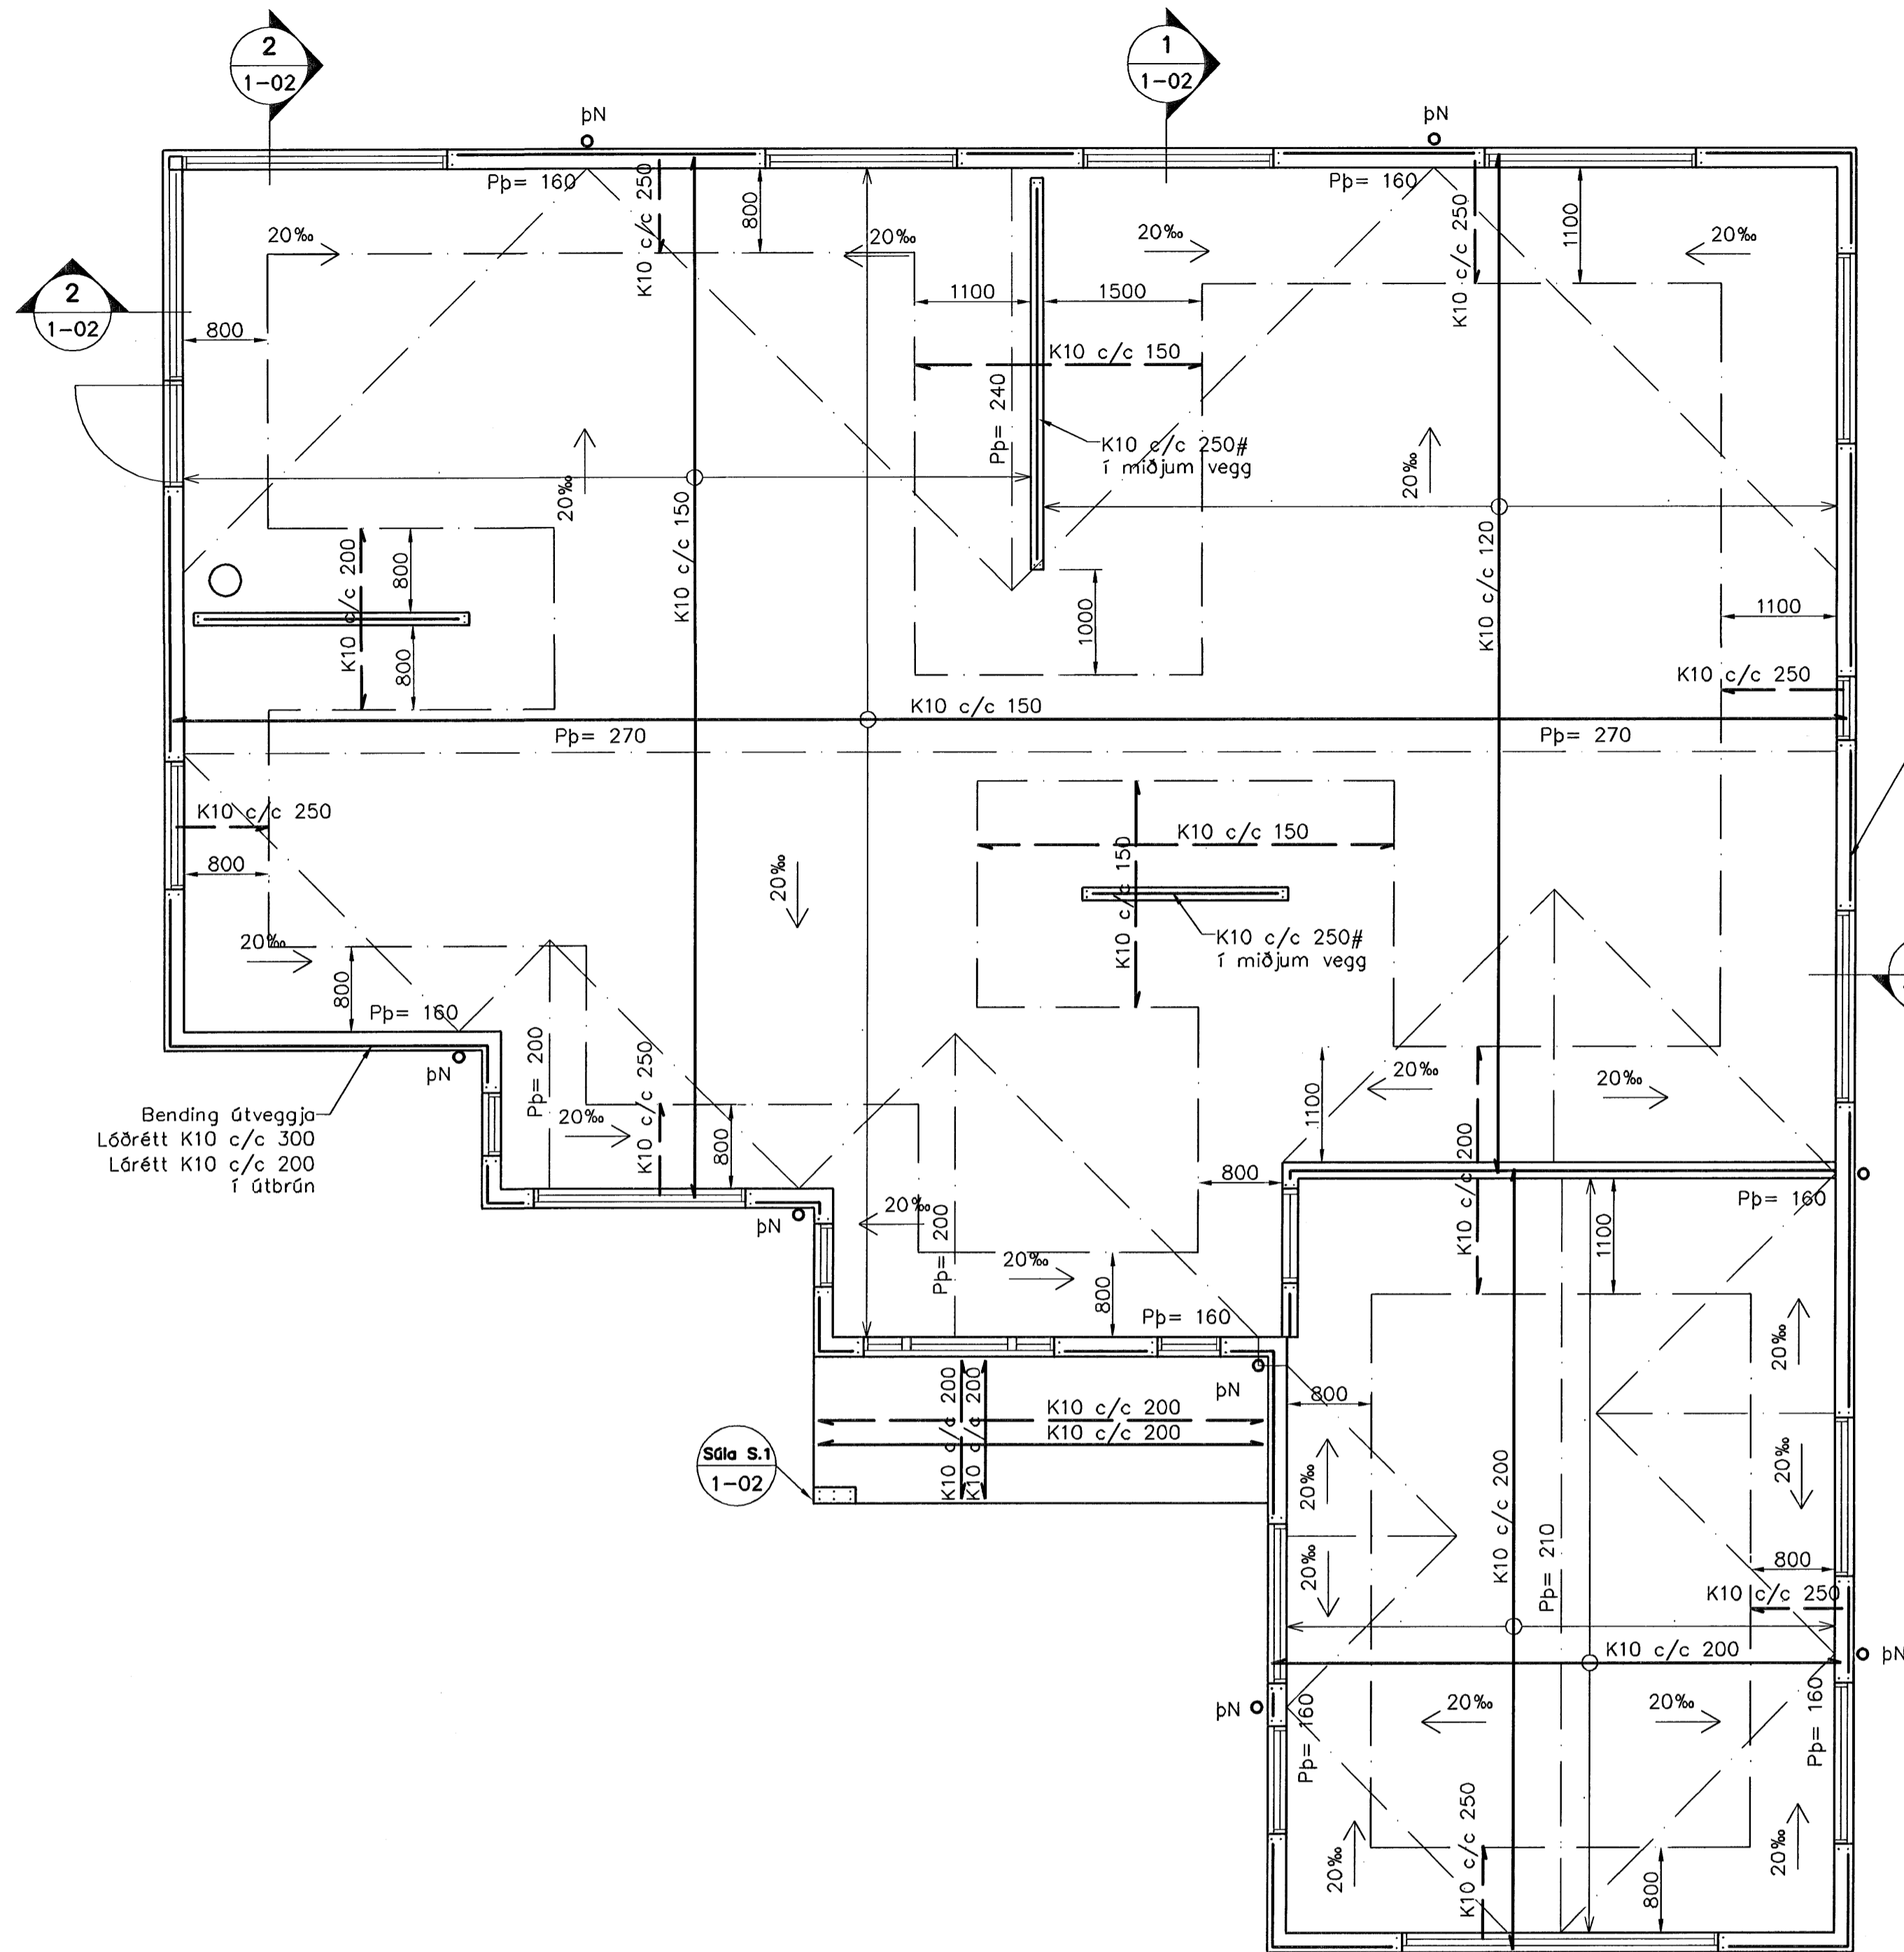 2
1-02
1
1-02
þN
þN
Pþ= 160
K10 c/c 250
800
Pþ= 160
K10 c/c 250
1100
20‰
20‰
20‰
20‰
2
1-02
800
1100
1500
K10 c/c 150
Pþ= 240
K10 c/c 250#
í miðjum vegg
20‰
20‰
K10 c/c 150
K10 c/c 120
K10 c/c 200
800
800
1000
1100
K10 c/c 250
K10 c/c 150
Pþ= 270
Pþ= 270
K10 c/c 250
800
20‰
K10 c/c 150
K10 c/c 150
K10 c/c 250#
í miðjum vegg
20‰
800
Pþ= 160
þN
Pþ= 200
20‰
K10 c/c 250
800
1100
20‰
20‰
K10 c/c 200
Bending útveggja
Lóðrétt K10 c/c 300
Lárétt K10 c/c 200
í útbrún
þN
20‰
Pþ= 200
20‰
800
800
Pþ= 160
Pþ= 160
1100
þN
K10 c/c 200
K10 c/c 200
K10 c/c 200
K10 c/c 200
Súla S.1
1-02
800
20‰
20‰
20‰
20‰
K10 c/c 200
Pþ= 210
800
K10 c/c 250
K10 c/c 200
þN
þN
Pþ= 160
20‰
20‰
Pþ= 160
20‰
K10 c/c 250
800
20‰